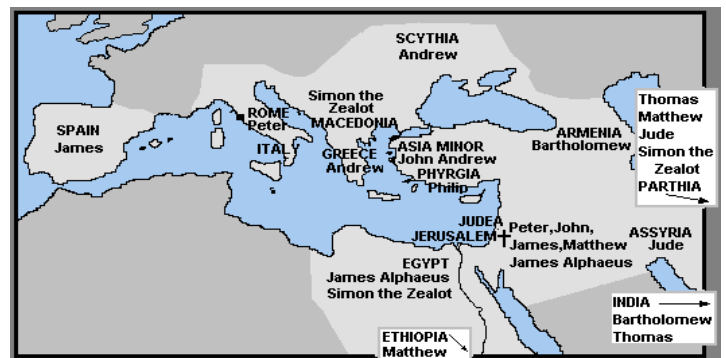 SCYTHIA
Andrew
Thomas
Matthew
Jude
Simon the
Zealot
PARTHIA
SPAIN
James
ROME
Peter
ITALY
Simon the
Zealot
MACEDONIA
GREECE
Andrew
ASIA MINOR
John Andrew
PHYRGIA
Philip
ARMENIA
Bartholomew
JUDEA
JERUSALEM
Peter,John,
James,Matthew
James Alphaeus
ASSYRIA
Jude
EGYPT
James Alphaeus
Simon the Zealot
INDIA
Bartholomew
Thomas
ETHIOPIA
Matthew